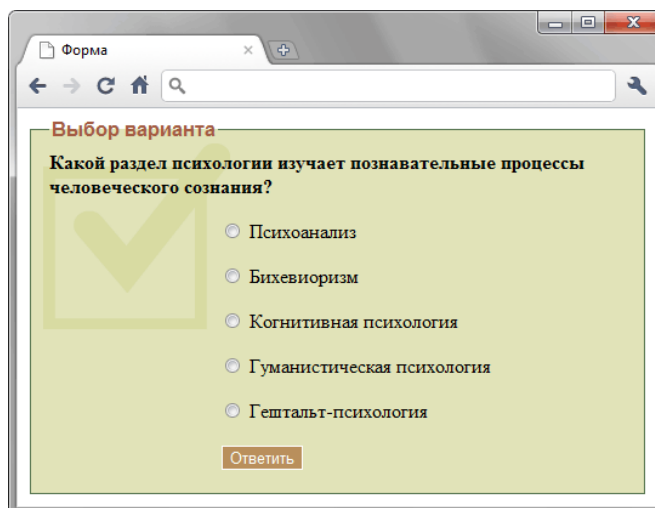 Форма
Выбор варианта
Какой раздел психологии изучает познавательные процессы
человеческого сознания?
Психоанализ
Бихевиоризм
Когнитивная психология
Гуманистическая психология
Гештальт-психология
Ответить